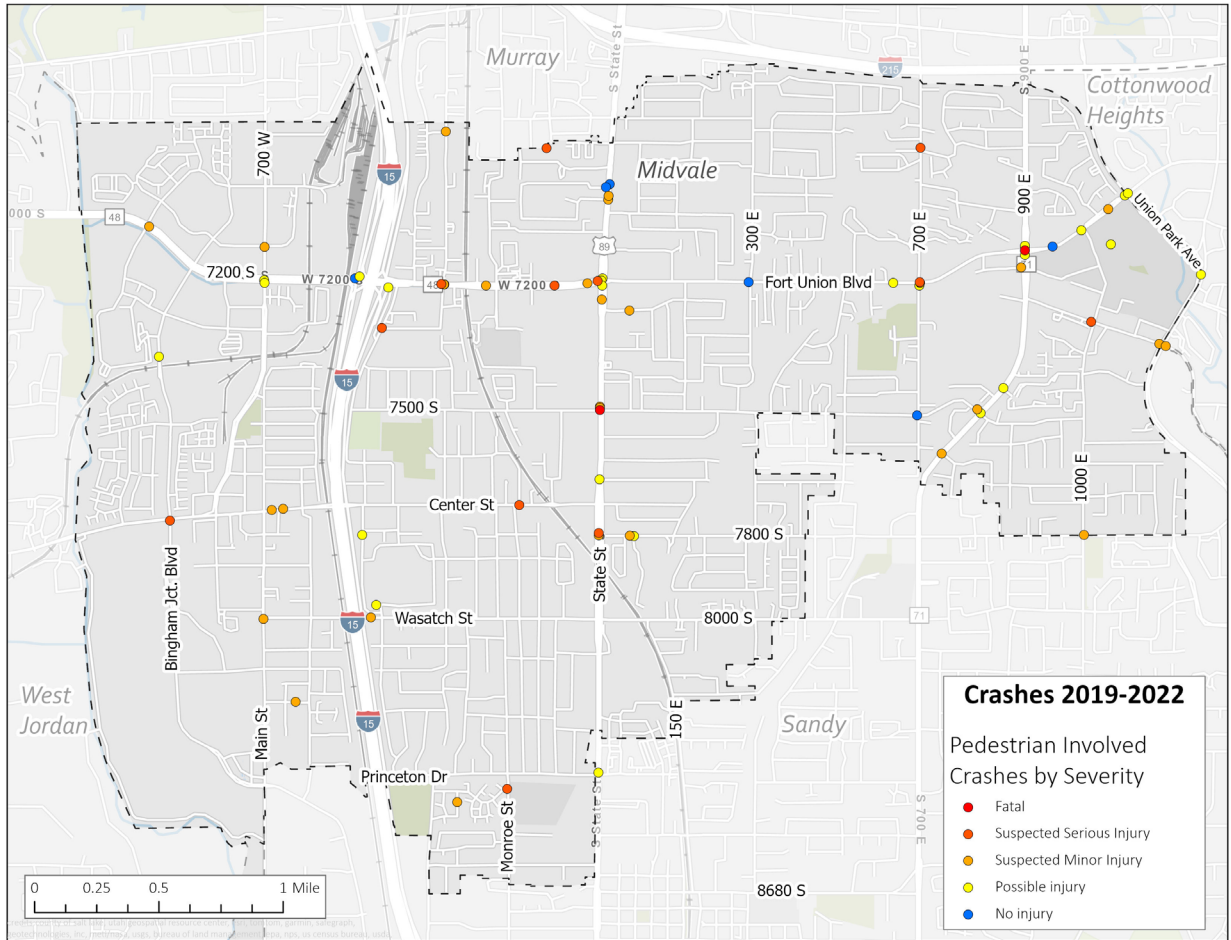 Murray
S State St
215
S 900 E
Cottonwood
Heights
700 W
15
Midvale
300 E
700 E
900 E
Union Park Ave
48
89
7200 S
W 7200
48
W 7200
Fort Union Blvd
15
7500 S
1000 E
Center St
7800 S
State St
Bingham Jct. Blvd
Wasatch St
8000 S
15
71
West
Jordan
Main St
15
150 E
Sandy
Princeton Dr
Monroe St
S State St
S 700 E
8680 S
Crashes 2019-2022
Pedestrian Involved
Crashes by Severity
Fatal
Suspected Serious Injury
Suspected Minor Injury
Possible injury
No injury
0 0.25 0.5 1 Mile